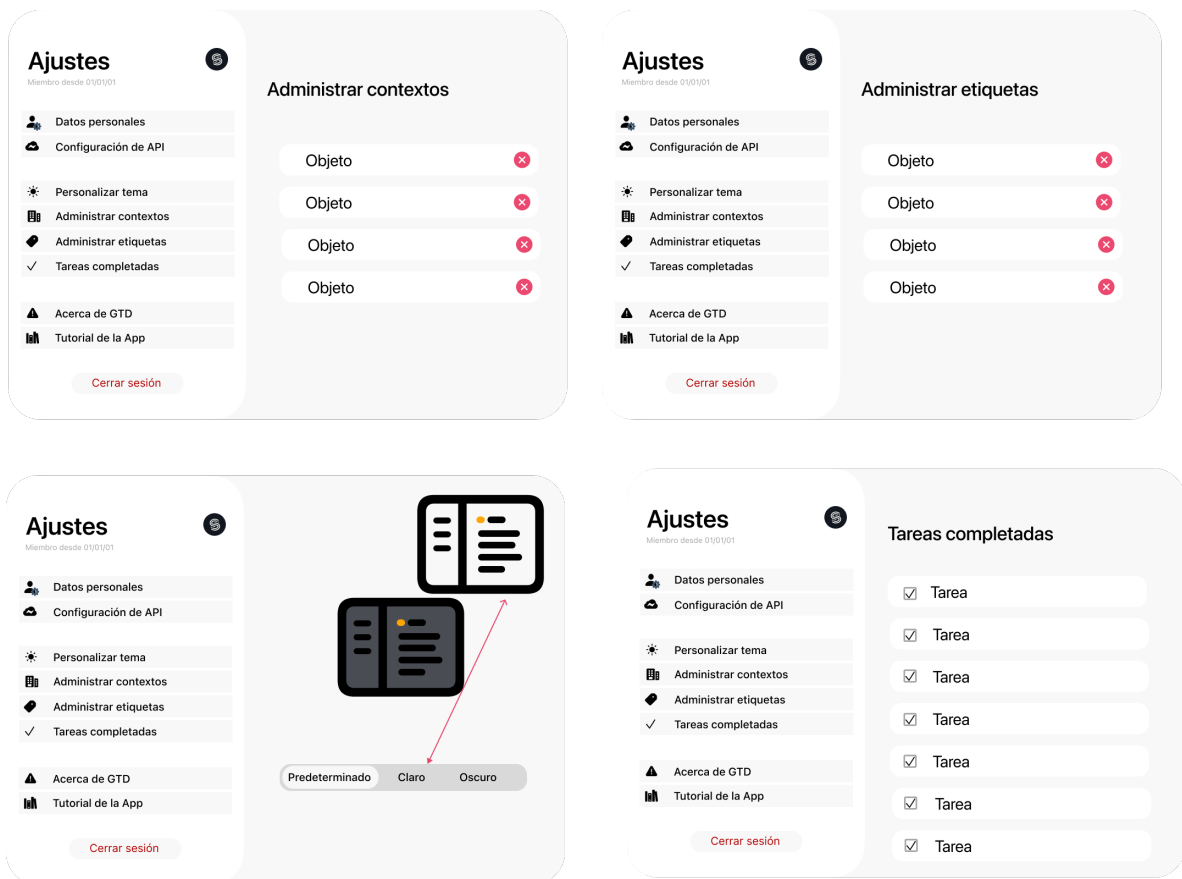 Ajustes
Miembro desde 01/01/01
Datos personales
Configuración de API
Personalizar tema
Administrar contextos
Administrar etiquetas
Tareas completadas
Acerca de GTD
Tutorial de la App
Cerrar sesión
Administrar contextos
Objeto
Objeto
Objeto
Objeto
Ajustes
Miembro desde 01/01/01
Datos personales
Configuración de API
Personalizar tema
Administrar contextos
Administrar etiquetas
Tareas completadas
Acerca de GTD
Tutorial de la App
Cerrar sesión
Administrar etiquetas
Objeto
Objeto
Objeto
Objeto
Ajustes
Miembro desde 01/01/01
Datos personales
Configuración de API
Personalizar tema
Administrar contextos
Administrar etiquetas
Tareas completadas
Acerca de GTD
Tutorial de la App
Cerrar sesión
Predeterminado Claro Oscuro
Ajustes
Miembro desde 01/01/01
Datos personales
Configuración de API
Personalizar tema
Administrar contextos
Administrar etiquetas
Tareas completadas
Acerca de GTD
Tutorial de la App
Cerrar sesión
Tareas completadas
Tarea
Tarea
Tarea
Tarea
Tarea
Tarea
Tarea